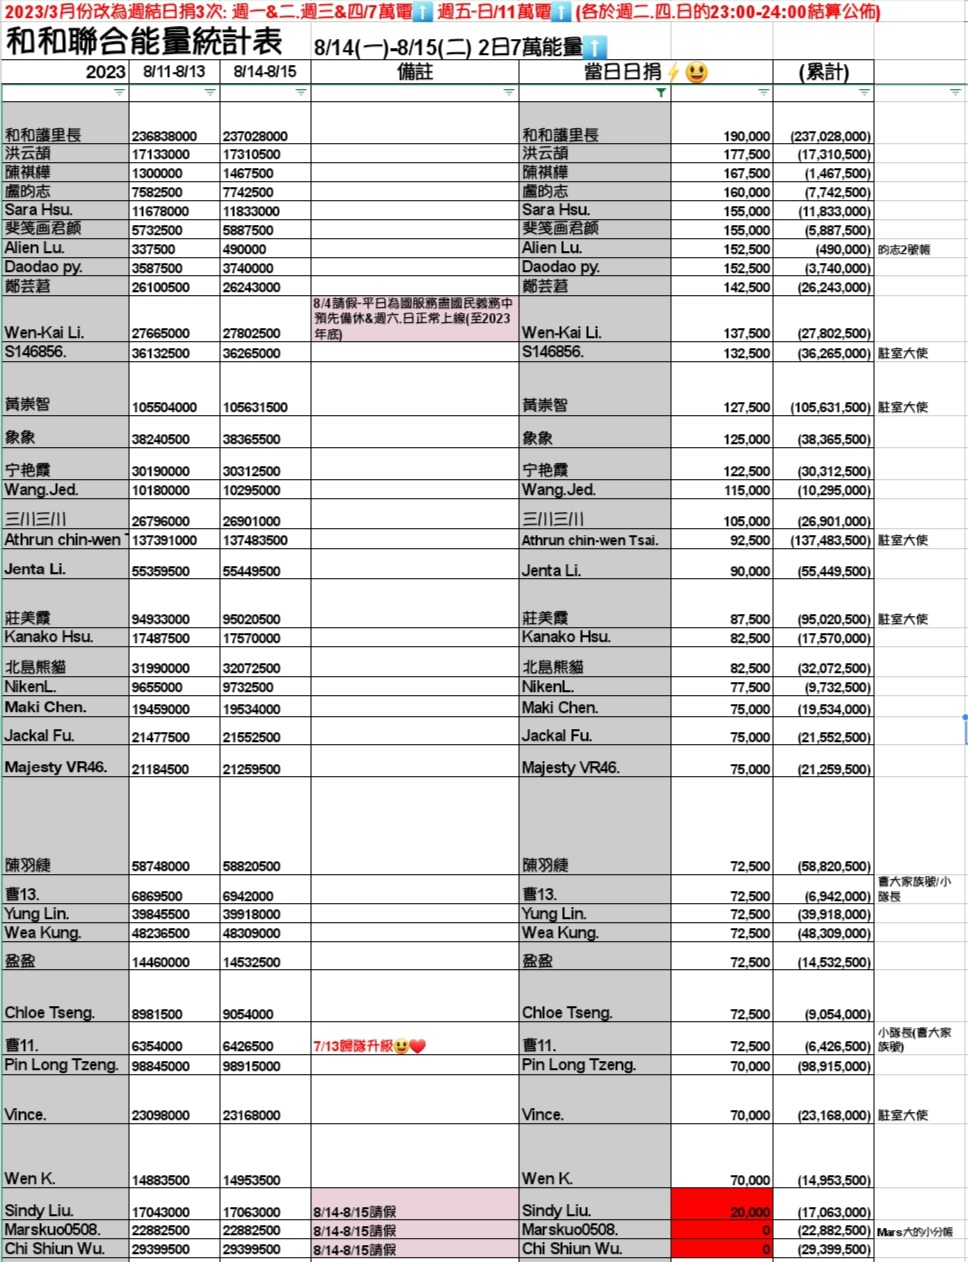 2023/3月份改為週結日捐3次: 週一&二.週三&四/7萬電⬆️ 週五-日/11萬電⬆️ (各於週二.四.日的23:00-24:00結算公佈)
和和聯合能量統計表 8/14(一)-8/15(二) 2日7萬能量⬆️
2023 8/11-8/13 8/14-8/15 備註 當日日捐⚡😃 (累計)
和和護里長 236838000 237028000 和和護里長 190,000 (237,028,000)
洪云頡 17133000 17310500 洪云頡 177,500 (17,310,500)
陳祺樺 1300000 1467500 陳祺樺 167,500 (1,467,500)
盧昀志 7582500 7742500 盧昀志 160,000 (7,742,500)
Sara Hsu. 11678000 11833000 Sara Hsu. 155,000 (11,833,000)
斐笺画君颜 5732500 5887500 斐笺画君颜 155,000 (5,887,500)
Alien Lu. 337500 490000 Alien Lu. 152,500 (490,000) 昀志2號帳
Daodao py. 3587500 3740000 Daodao py. 152,500 (3,740,000)
鄭芸 26100500 26243000 鄭芸 142,500 (26,243,000)
8/4請假-平日為國服務盡國民義務中
預先備休&週六.日正常上線(至2023
年底)
Wen-Kai Li. 27665000 27802500 Wen-Kai Li. 137,500 (27,802,500)
S146856. 36132500 36265000 S146856. 132,500 (36,265,000) 駐室大使
黃崇智 105504000 105631500 黃崇智 127,500 (105,631,500) 駐室大使
象象 38240500 38365500 象象 125,000 (38,365,500)
宁艳霞 30190000 30312500 宁艳霞 122,500 (30,312,500)
Wang.Jed. 10180000 10295000 Wang.Jed. 115,000 (10,295,000)
三川三川 26796000 26901000 三川三川 105,000 (26,901,000)
Athrun chin-wen 137391000 137483500 Athrun chin-wen Tsai. 92,500 (137,483,500) 駐室大使
Jenta Li. 55359500 55449500 Jenta Li. 90,000 (55,449,500)
莊美霞 94933000 95020500 莊美霞 87,500 (95,020,500) 駐室大使
Kanako Hsu. 17487500 17570000 Kanako Hsu. 82,500 (17,570,000)
北島熊貓 31990000 32072500 北島熊貓 82,500 (32,072,500)
NikenL. 9655000 9732500 NikenL. 77,500 (9,732,500)
Maki Chen. 19459000 19534000 Maki Chen. 75,000 (19,534,000)
Jackal Fu. 21477500 21552500 Jackal Fu. 75,000 (21,552,500)
Majesty VR46. 21184500 21259500 Majesty VR46. 75,000 (21,259,500)
陳羽緁 58748000 58820500 陳羽緁 72,500 (58,820,500)
曹13. 6869500 6942000 曹13. 72,500 (6,942,000) 曹大家族號/小
隊長
Yung Lin. 39845500 39918000 Yung Lin. 72,500 (39,918,000)
Wea Kung. 48236500 48309000 Wea Kung. 72,500 (48,309,000)
盈盈 14460000 14532500 盈盈 72,500 (14,532,500)
Chloe Tseng. 8981500 9054000 Chloe Tseng. 72,500 (9,054,000)
曹11. 6354000 6426500 7/13歸隊升級😃❤️ 曹11. 72,500 (6,426,500) 小隊長(曹大家
族號)
Pin Long Tzeng. 98845000 98915000 Pin Long Tzeng. 70,000 (98,915,000)
Vince. 23098000 23168000 Vince. 70,000 (23,168,000) 駐室大使
Wen K. 14883500 14953500 Wen K. 70,000 (14,953,500)
Sindy Liu. 17043000 17063000 8/14-8/15請假 Sindy Liu. 20,000 (17,063,000)
Marskuo0508. 22882500 22882500 8/14-8/15請假 Marskuo0508. 0 (22,882,500) Mars大的小分帳
Chi Shiun Wu. 29399500 29399500 8/14-8/15請假 Chi Shiun Wu. 0 (29,399,500)